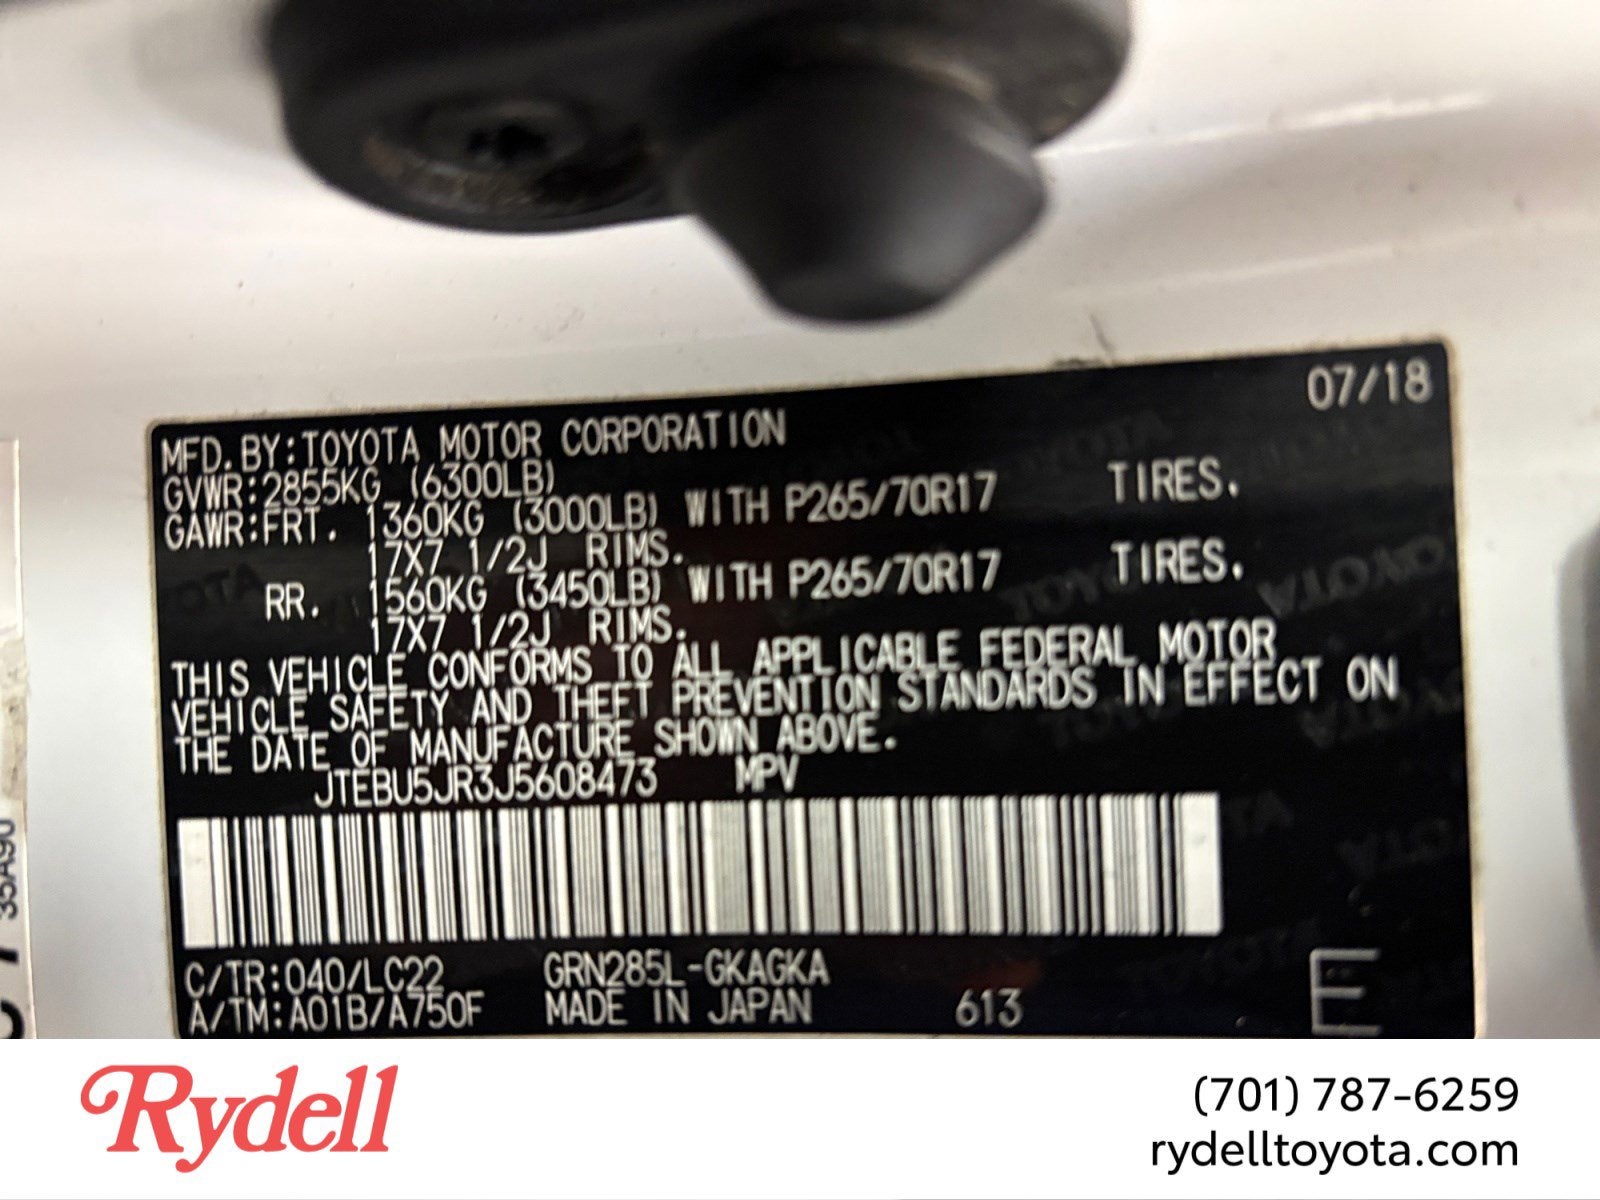 07/18
MFD.BY:TOYOTA MOTOR CORPORATION
GVWR:2855KG (6300LB)
GAWR:FRT. 1360KG (3000LB) WITH P265/70R17 TIRES.
17X7 1/2J RIMS.
RR. 1560KG (3450LB) WITH P265/70R17 TIRES.
17X7 1/2J RIMS.
THIS VEHICLE CONFORMS TO ALL APPLICABLE FEDERAL MOTOR
VEHICLE SAFETY AND THEFT PREVENTION STANDARDS IN EFFECT ON
THE DATE OF MANUFACTURE SHOWN ABOVE.
JTEBU5JR3J5608473 MPV
C/TR:040/LC22 GRN285L-GKAGKA
A/TM:A01B/A750F MADE IN JAPAN 613 E
35A90
Rydell
(701) 787-6259
rydelltoyota.com